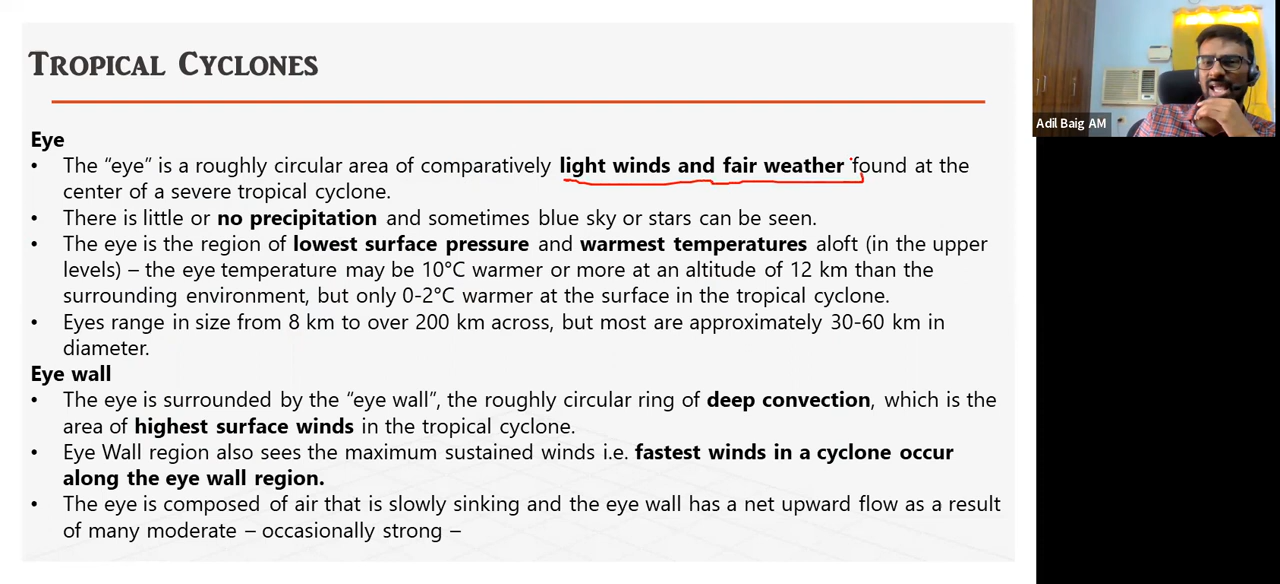 TROPICAL CYCLONES
Eye
• The “eye” is a roughly circular area of comparatively light winds and fair weather found at the
center of a severe tropical cyclone.
• There is little or no precipitation and sometimes blue sky or stars can be seen.
• The eye is the region of lowest surface pressure and warmest temperatures aloft (in the upper
levels) – the eye temperature may be 10°C warmer or more at an altitude of 12 km than the
surrounding environment, but only 0-2°C warmer at the surface in the tropical cyclone.
• Eyes range in size from 8 km to over 200 km across, but most are approximately 30-60 km in
diameter.
Eye wall
• The eye is surrounded by the “eye wall”, the roughly circular ring of deep convection, which is the
area of highest surface winds in the tropical cyclone.
• Eye Wall region also sees the maximum sustained winds i.e. fastest winds in a cyclone occur
along the eye wall region.
• The eye is composed of air that is slowly sinking and the eye wall has a net upward flow as a result
of many moderate – occasionally strong –
Adil Baig AM